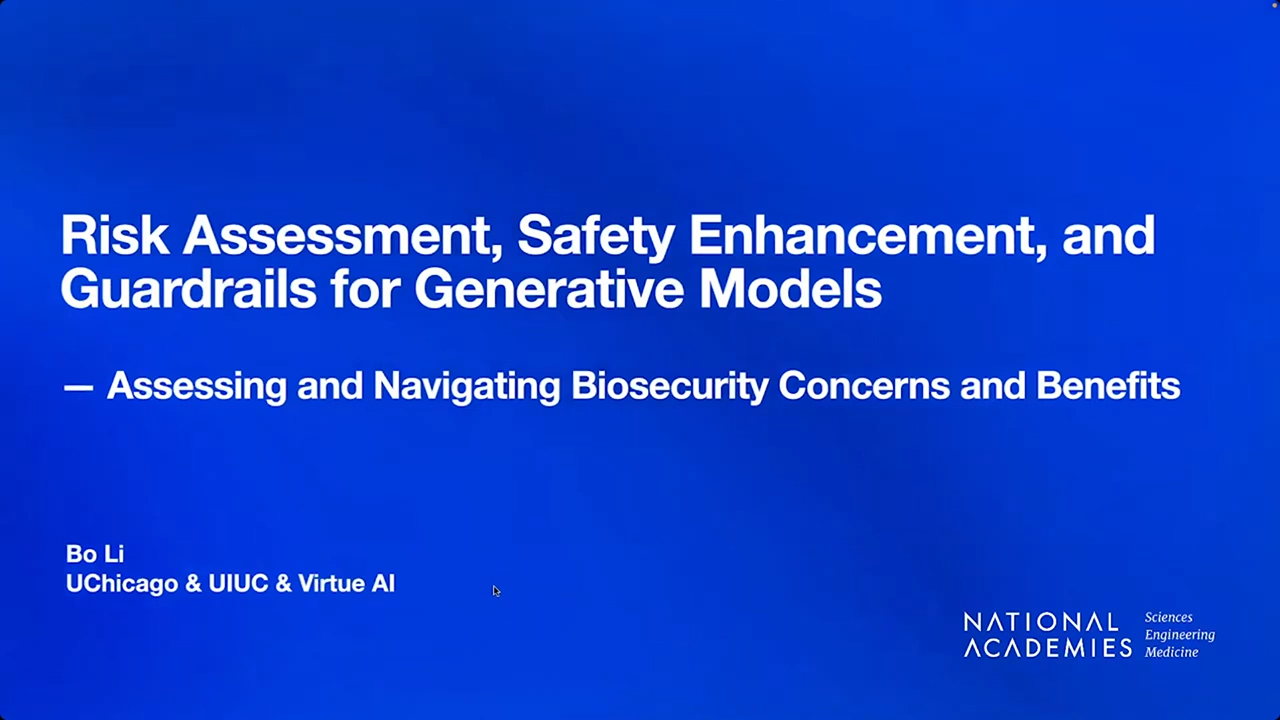 Risk Assessment, Safety Enhancement, and
Guardrails for Generative Models
— Assessing and Navigating Biosecurity Concerns and Benefits
Bo Li
UChicago & UIUC & Virtue AI
NATIONAL
ACADEMIES
Sciences
Engineering
Medicine